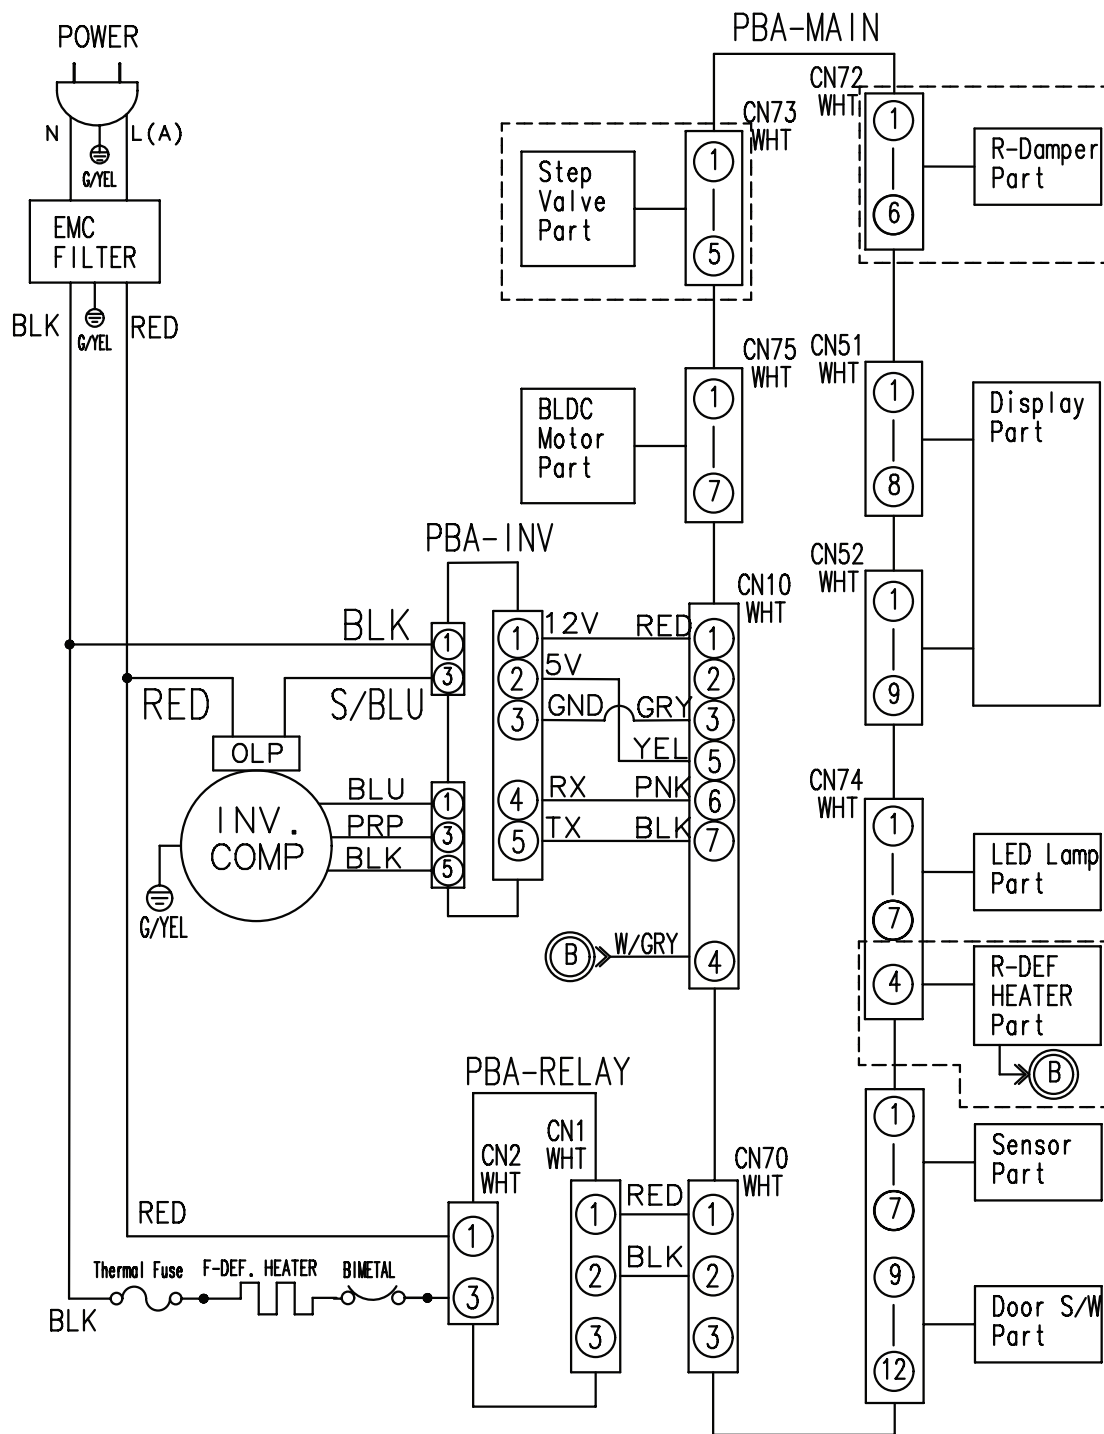 PBA-MAIN
POWER
N
L(A)
G/YEL
EMC
FILTER
BLK
G/YEL
RED
CN73
WHT
Step
Valve
Part
1
5
CN72
WHT
1
6
R-Damper
Part
CN75
WHT
BLDC
Motor
Part
1
7
CN51
WHT
1
8
Display
Part
CN52
WHT
1
9
PBA-INV
BLK
1
3
RED
S/BLU
OLP
INV.
COMP
G/YEL
BLU
1
PRP
3
BLK
5
CN10
WHT
1
12V
RED
1
2
5V
2
3
GND
GRY
3
YEL
5
4
RX
PNK
6
5
TX
BLK
7
B
W/GRY
4
CN74
WHT
1
7
LED Lamp
Part
4
R-DEF
HEATER
Part
B
PBA-RELAY
CN2
WHT
CN1
WHT
CN70
WHT
RED
1
Thermal Fuse
F-DEF. HEATER
BIMETAL
3
BLK
1
RED
1
2
BLK
2
3
3
1
7
Sensor
Part
9
12
Door S/W
Part